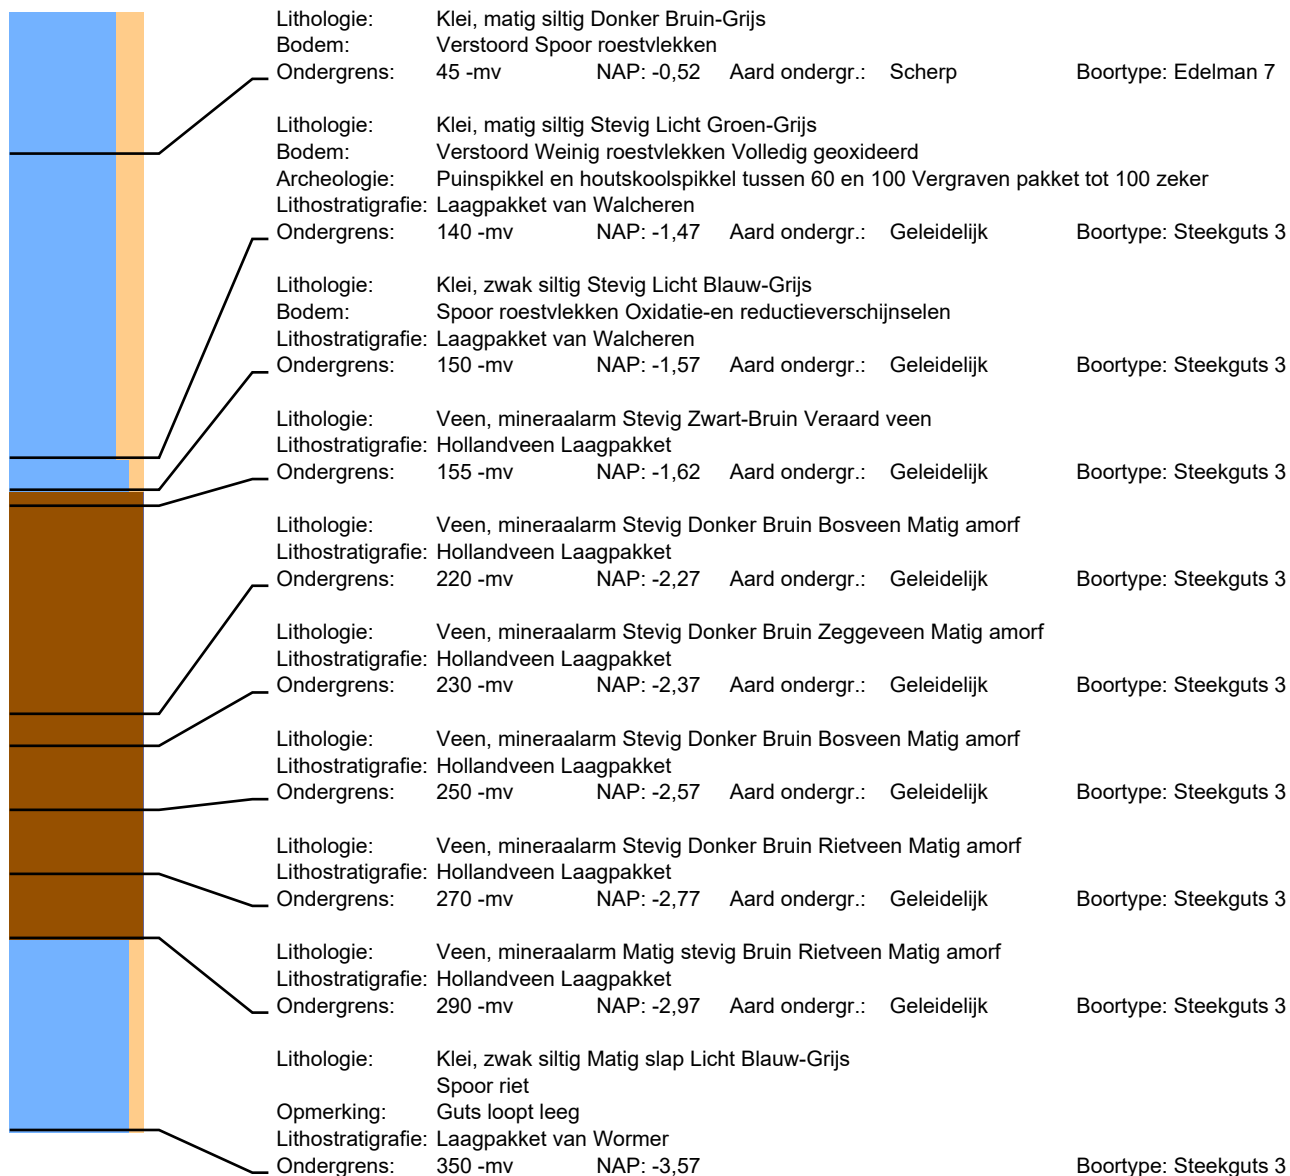 Lithologie: Klei, matig siltig Donker Bruin-Grijs
Bodem: Verstoord Spoor roestvlekken
Ondergrens: 45 -mv NAP: -0,52 Aard ondergr.: Scherp Boortype: Edelman 7
Lithologie: Klei, matig siltig Stevig Licht Groen-Grijs
Bodem: Verstoord Weinig roestvlekken Volledig geoxideerd
Archeologie: Puinspikkel en houtskoolspikkel tussen 60 en 100 Vergraven pakket tot 100 zeker
Lithostratigrafie: Laagpakket van Walcheren
Ondergrens: 140 -mv NAP: -1,47 Aard ondergr.: Geleidelijk Boortype: Steekguts 3
Lithologie: Klei, zwak siltig Stevig Licht Blauw-Grijs
Bodem: Spoor roestvlekken Oxidatie-en reductieverschijnselen
Lithostratigrafie: Laagpakket van Walcheren
Ondergrens: 150 -mv NAP: -1,57 Aard ondergr.: Geleidelijk Boortype: Steekguts 3
Lithologie: Veen, mineraalarm Stevig Zwart-Bruin Veraard veen
Lithostratigrafie: Hollandveen Laagpakket
Ondergrens: 155 -mv NAP: -1,62 Aard ondergr.: Geleidelijk Boortype: Steekguts 3
Lithologie: Veen, mineraalarm Stevig Donker Bruin Bosveen Matig amorf
Lithostratigrafie: Hollandveen Laagpakket
Ondergrens: 220 -mv NAP: -2,27 Aard ondergr.: Geleidelijk Boortype: Steekguts 3
Lithologie: Veen, mineraalarm Stevig Donker Bruin Zeggeveen Matig amorf
Lithostratigrafie: Hollandveen Laagpakket
Ondergrens: 230 -mv NAP: -2,37 Aard ondergr.: Geleidelijk Boortype: Steekguts 3
Lithologie: Veen, mineraalarm Stevig Donker Bruin Bosveen Matig amorf
Lithostratigrafie: Hollandveen Laagpakket
Ondergrens: 250 -mv NAP: -2,57 Aard ondergr.: Geleidelijk Boortype: Steekguts 3
Lithologie: Veen, mineraalarm Stevig Donker Bruin Rietveen Matig amorf
Lithostratigrafie: Hollandveen Laagpakket
Ondergrens: 270 -mv NAP: -2,77 Aard ondergr.: Geleidelijk Boortype: Steekguts 3
Lithologie: Veen, mineraalarm Matig stevig Bruin Rietveen Matig amorf
Lithostratigrafie: Hollandveen Laagpakket
Ondergrens: 290 -mv NAP: -2,97 Aard ondergr.: Geleidelijk Boortype: Steekguts 3
Lithologie: Klei, zwak siltig Matig slap Licht Blauw-Grijs
Spoor riet
Opmerking: Guts loopt leeg
Lithostratigrafie: Laagpakket van Wormer
Ondergrens: 350 -mv NAP: -3,57 Boortype: Steekguts 3